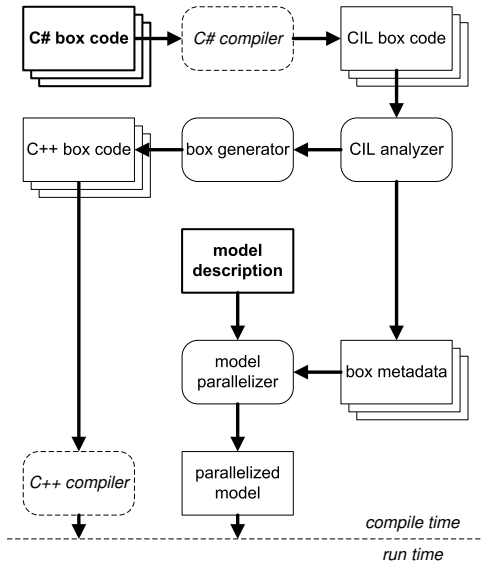 C# box code
C# compiler
CIL box code
C++ box code
box generator
CIL analyzer
model
description
model
parallelizer
box metadata
C++ compiler
parallelized
model
compile time
run time